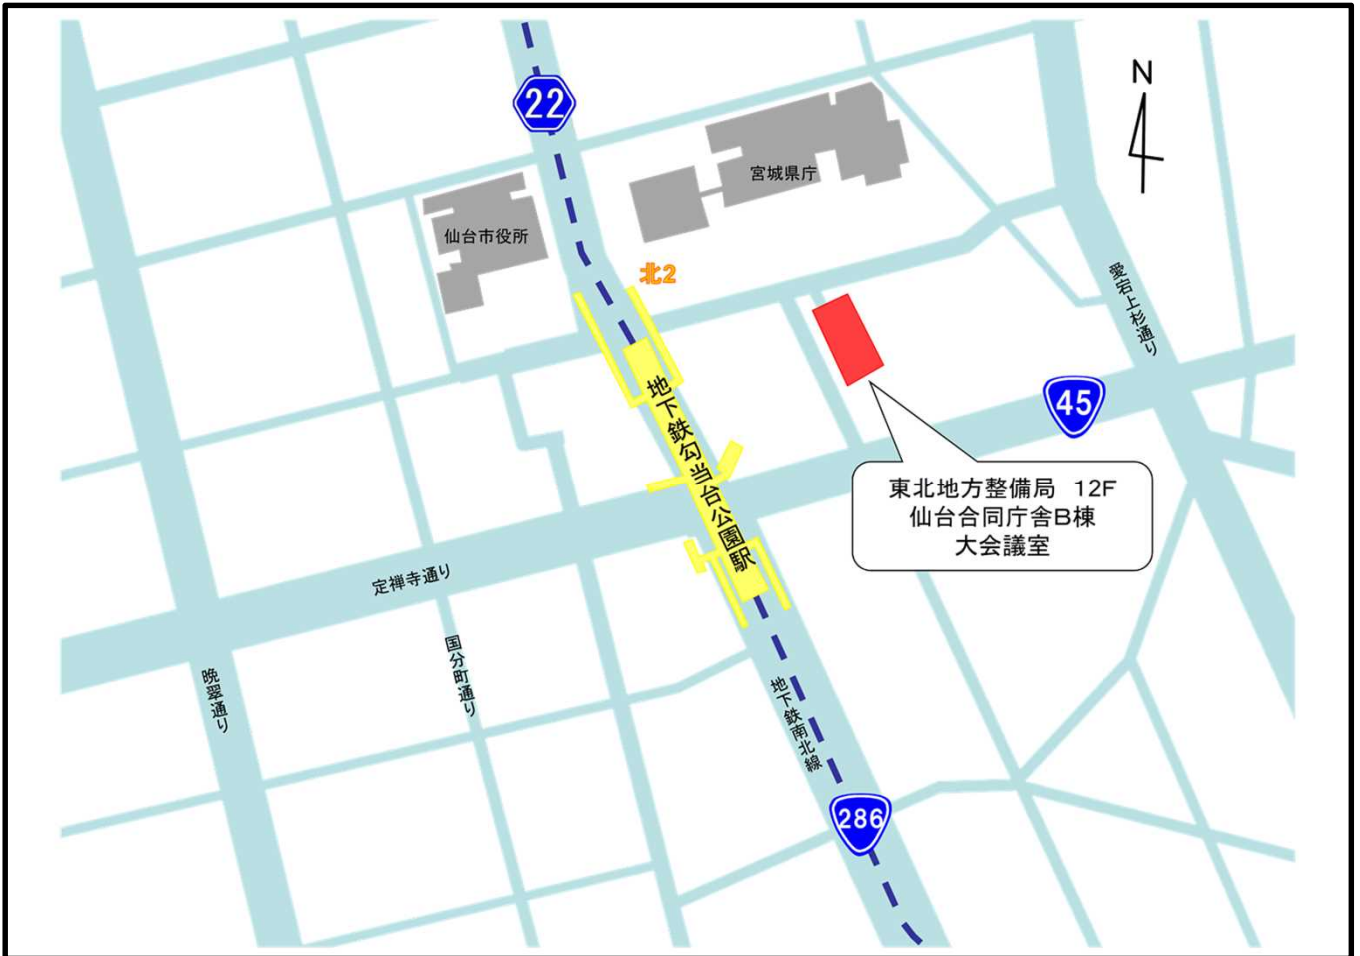 N
22
宮城県庁
仙台市役所
北2
愛宕上杉通り
45
地下鉄勾当台公園駅
東北地方整備局 12F
仙台合同庁舎B棟
大会議室
定禅寺通り
国分町通り
晩翠通り
地下鉄南北線
286